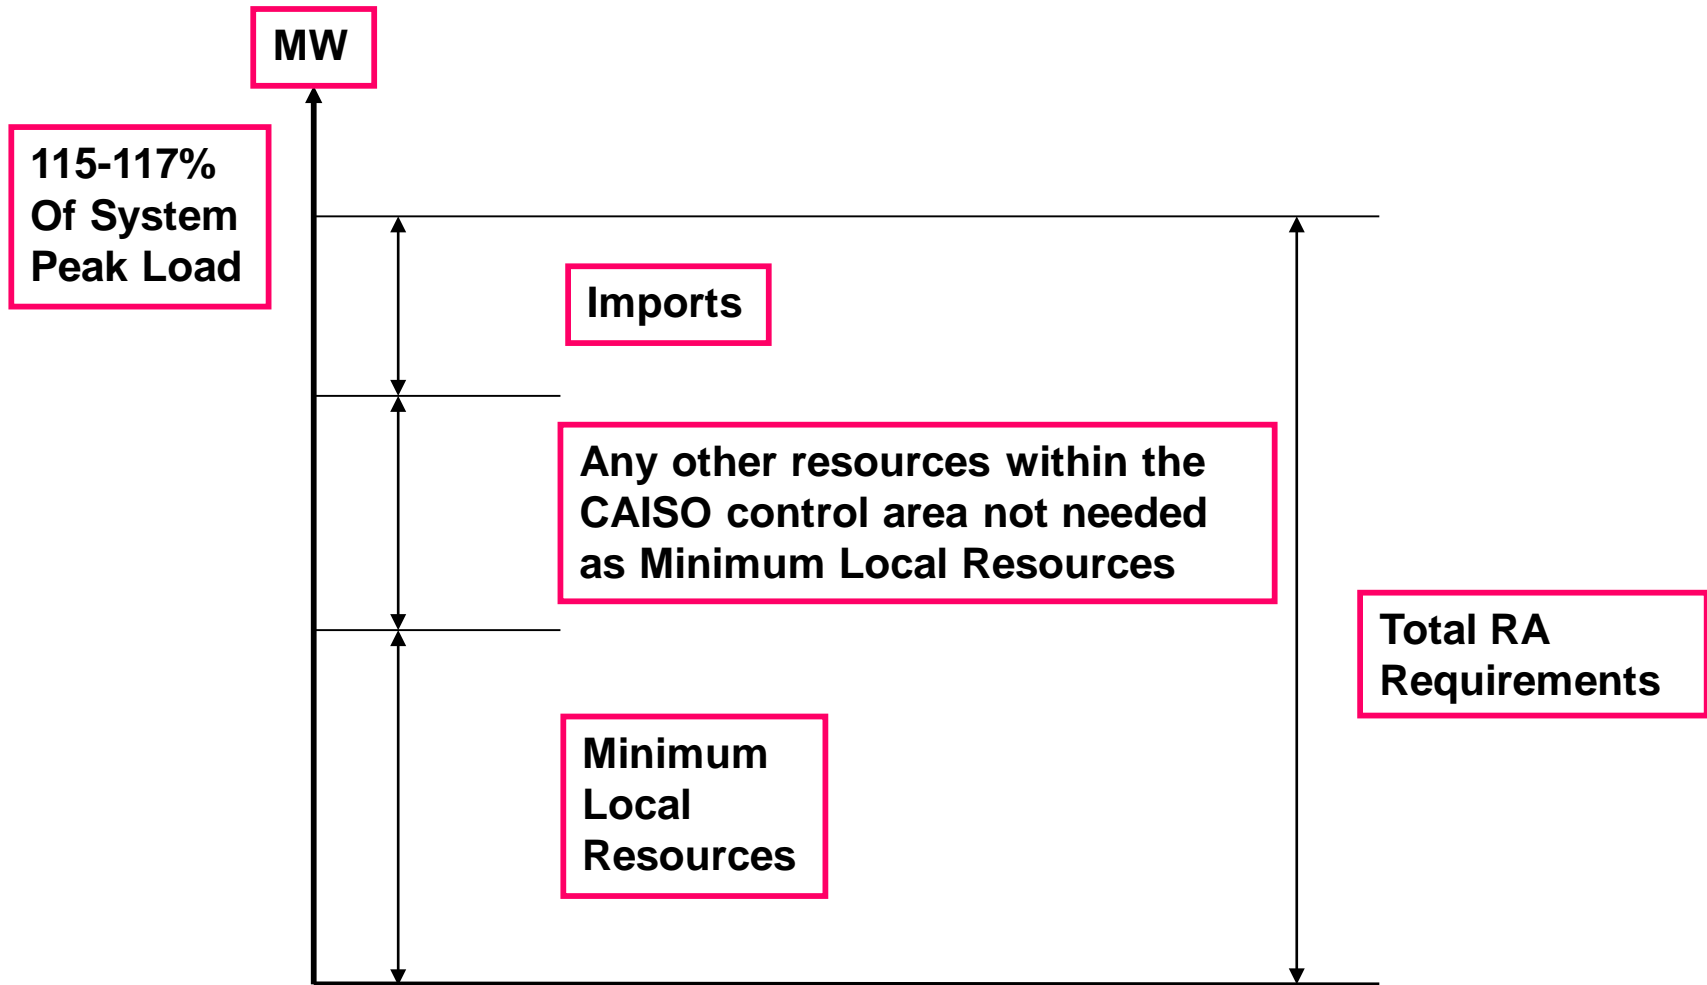 MW
115-117%
Of System
Peak Load
Imports
Any other resources within the
CAISO control area not needed
as Minimum Local Resources
Total RA
Requirements
Minimum
Local
Resources